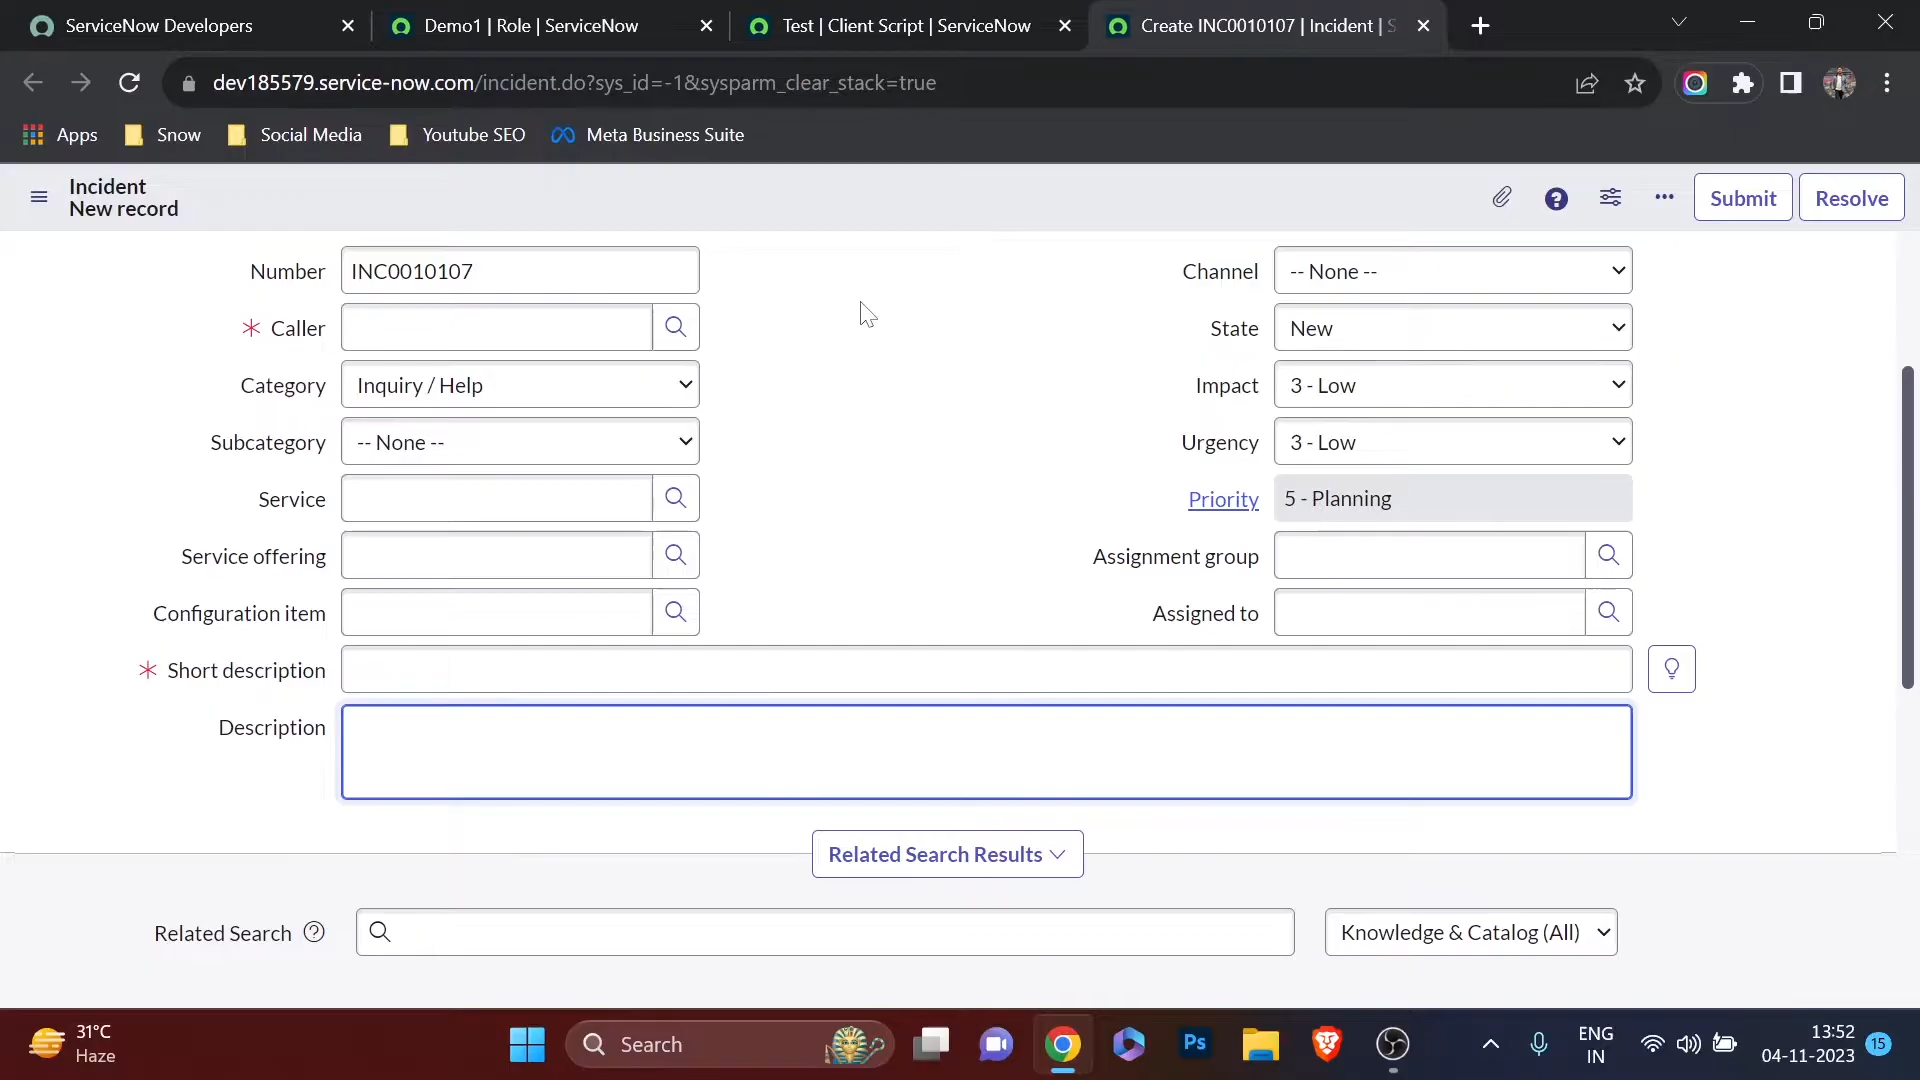 ServiceNow Developers
Demo1 | Role | ServiceNow
Test | Client Script | ServiceNow
Create INC0010107 | Incident | S
dev185579.service-now.com/incident.do?sys_id=-1&sysparm_clear_stack=true
Apps
Snow
Social Media
Youtube SEO
Meta Business Suite
Incident
New record
Submit
Resolve
Number
INC0010107
Channel
-- None --
* Caller
State
New
Category
Inquiry / Help
Impact
3 - Low
Subcategory
-- None --
Urgency
3 - Low
Service
Priority
5 - Planning
Service offering
Assignment group
Configuration item
Assigned to
* Short description
Description
Related Search Results
Related Search
Knowledge & Catalog (All)
31°C
Haze
Search
Ps
ENG
IN
13:52
04-11-2023
15